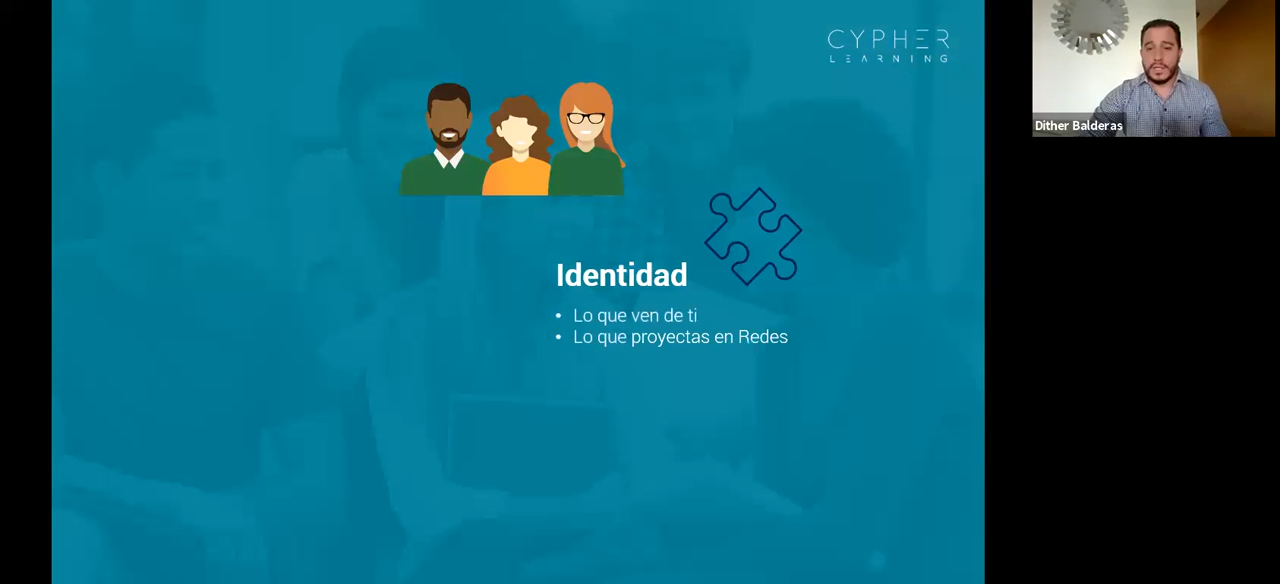 CYPHER
LEARNING
Dither Balderas
Identidad
• Lo que ven de ti
• Lo que proyectas en Redes